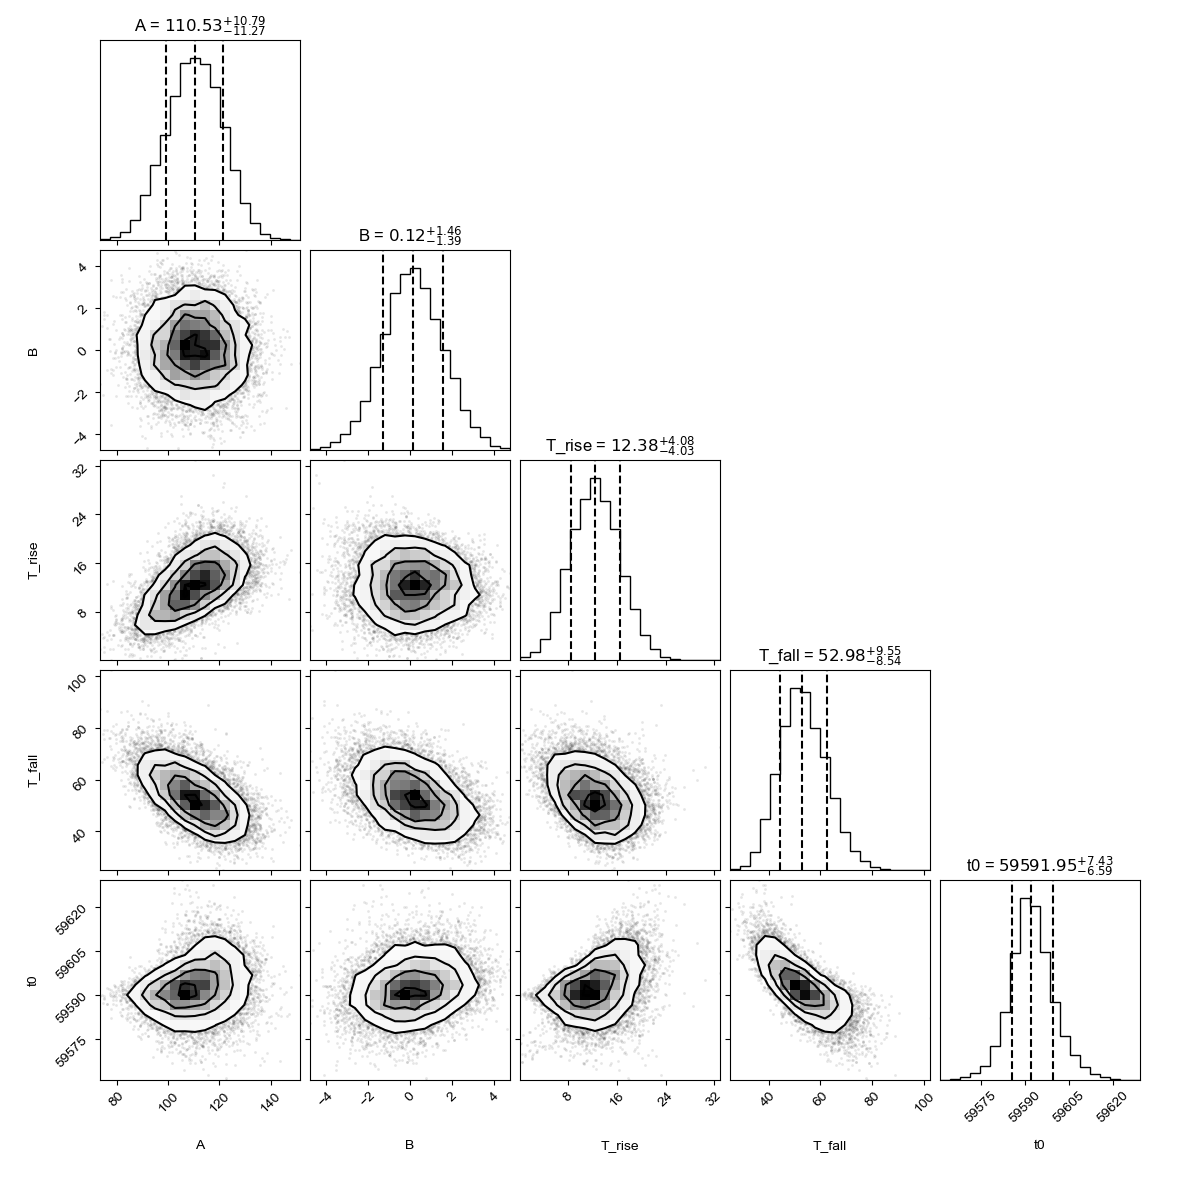 A = 110.53+10.79−11.27
B = 0.12+1.46−1.39
4
2
0
−2
−4
B
T_rise = 12.38+4.08−4.03
32
24
16
8
T_rise
T_fall = 52.98+9.55−8.54
100
80
60
40
T_fall
t0 = 59591.95+7.43−6.59
59620
59605
59590
59575
t0
80 100 120 140 −4 −2 0 2 4 8 16 24 32 40 60 80 100 59575 59590 59605 59620
A B T_rise T_fall t0